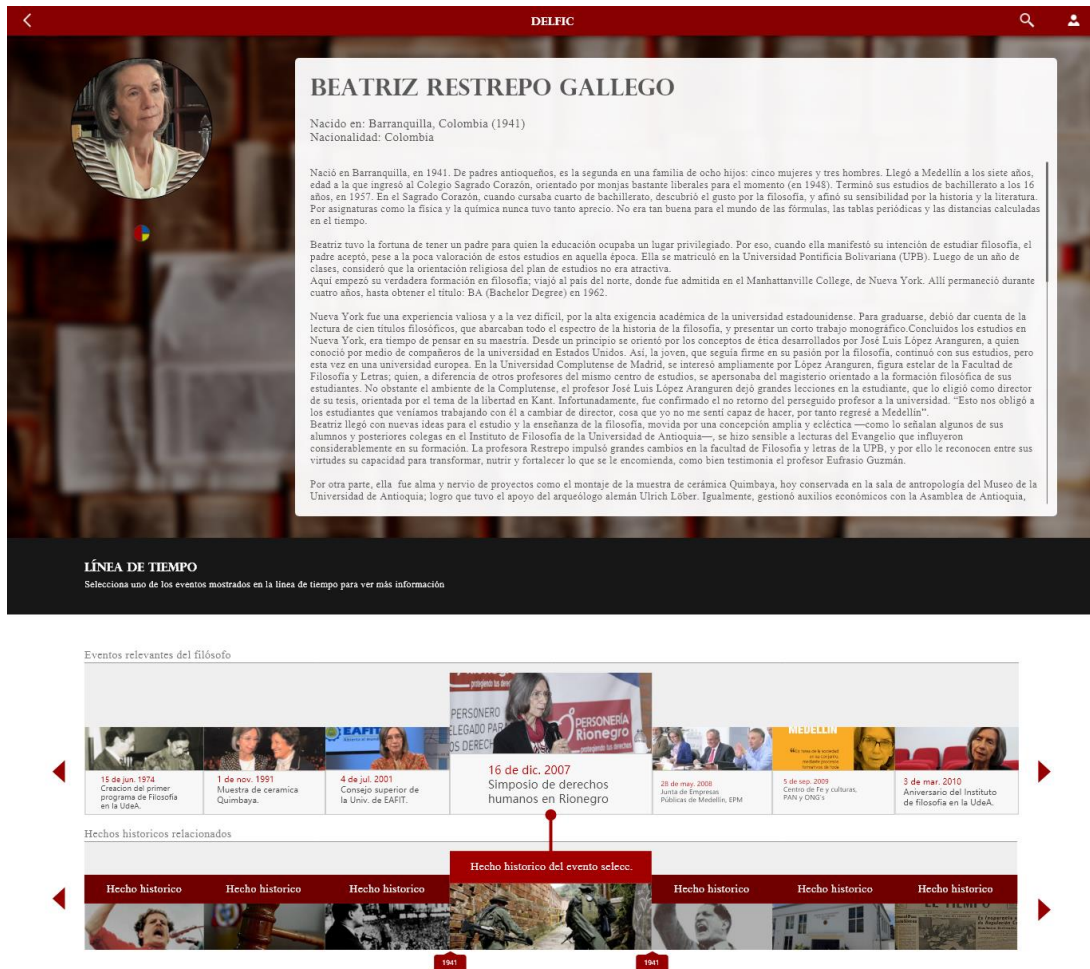 DELFIC
BEATRIZ RESTREPO GALLEGO
Nacido en: Barranquilla, Colombia (1941)
Nacionalidad: Colombia
Nació en Barranquilla, en 1941. De padres antioqueños, es la segunda en una familia de ocho hijos: cinco mujeres y tres hombres. Llegó a Medellín a los siete años,
edad a la que ingresó al Colegio Sagrado Corazón, orientado por monjas bastante liberales para el momento (en 1948). Terminó sus estudios de bachillerato a los 16
años, en 1957. En el Sagrado Corazón, cuando cursaba cuarto de bachillerato, descubrió el gusto por la filosofía, y afinó su sensibilidad por la historia y la literatura.
Por asignaturas como la física y la química nunca tuvo tanto aprecio. No era tan buena para el mundo de las fórmulas, las tablas periódicas y las distancias calculadas
en el tiempo.
Beatriz tuvo la fortuna de tener un padre para quien la educación ocupaba un lugar privilegiado. Por eso, cuando ella manifestó su intención de estudiar filosofía, el
padre aceptó, pese a la poca valoración de estos estudios en aquella época. Ella se matriculó en la Universidad Pontificia Bolivariana (UPB). Luego de un año de
clases, consideró que la orientación religiosa del plan de estudios no era atractiva.
Aquí empezó su verdadera formación en filosofía; viajó al país del norte, donde fue admitida en el Manhattanville College, de Nueva York. Allí permaneció durante
cuatro años, hasta obtener el título: BA (Bachelor Degree) en 1962.
Nueva York fue una experiencia valiosa y a la vez difícil, por la alta exigencia académica de la universidad estadounidense. Para graduarse, debió dar cuenta de la
lectura de cien títulos filosóficos, que abarcaban todo el espectro de la historia de la filosofía, y presentar un corto trabajo monográfico.Concluidos los estudios en
Nueva York, era tiempo de pensar en su maestría. Desde un principio se orientó por los conceptos de ética desarrollados por José Luis López Aranguren, a quien
conoció por medio de compañeros de la universidad en Estados Unidos. Así, la joven, que seguía firme en su pasión por la filosofía, continuó con sus estudios, pero
esta vez en una universidad europea. En la Universidad Complutense de Madrid, se interesó ampliamente por López Aranguren, figura estelar de la Facultad de
Filosofía y Letras; quien, a diferencia de otros profesores del mismo centro de estudios, se apersonaba del magisterio orientado a la formación filosófica de sus
estudiantes. No obstante el ambiente de la Complutense, el profesor José Luis López Aranguren dejó grandes lecciones en la estudiante, que lo eligió como director
de su tesis, orientada por el tema de la libertad en Kant. Infortunadamente, fue confirmado el no retorno del perseguido profesor a la universidad. “Esto nos obligó a
los estudiantes que veníamos trabajando con él a cambiar de director, cosa que yo no me sentí capaz de hacer, por tanto regresé a Medellín”.
Beatriz llegó con nuevas ideas para el estudio y la enseñanza de la filosofía, movida por una concepción amplia y ecléctica —como lo señalan algunos de sus
alumnos y posteriores colegas en el Instituto de Filosofía de la Universidad de Antioquia—, se hizo sensible a lecturas del Evangelio que influyeron
considerablemente en su formación. La profesora Restrepo impulsó grandes cambios en la facultad de Filosofía y letras de la UPB, y por ello le reconocen entre sus
virtudes su capacidad para transformar, nutrir y fortalecer lo que se le encomienda, como bien testimonia el profesor Eufrasio Guzmán.
Por otra parte, ella fue alma y nervio de proyectos como el montaje de la muestra de cerámica Quimbaya, hoy conservada en la sala de antropología del Museo de la
Universidad de Antioquia; logro que tuvo el apoyo del arqueólogo alemán Ulrich Löber. Igualmente, gestionó auxilios económicos con la Asamblea de Antioquia,
LÍNEA DE TIEMPO
Selecciona uno de los eventos mostrados en la línea de tiempo para ver más información
Eventos relevantes del filósofo
PERSONERO
OS DERECH
PERSONERÍA
Rionegro
EAFIT
MEDELLIN
15 de jun. 1974
Creacion del primer
programa de Filosofía
en la UdeA.
1 de nov. 1991
Muestra de ceramica
Quimbaya.
4 de jul. 2001
Consejo superior de
la Univ. de EAFIT.
16 de dic. 2007
Simposio de derechos
humanos en Rionegro
28 de may. 2008
Junta de Empresas
Públicas de Medellín, EPM
5 de sep. 2009
Centro de Fe y culturas,
PAN y ONG's
3 de mar. 2010
Aniversario del Instituto
de filosofia en la UdeA.
Hechos historicos relacionados
Hecho historico del evento selecc.
Hecho historico
Hecho historico
Hecho historico
Hecho historico
Hecho historico
Hecho historico
EL TIEMPO
1941
1941